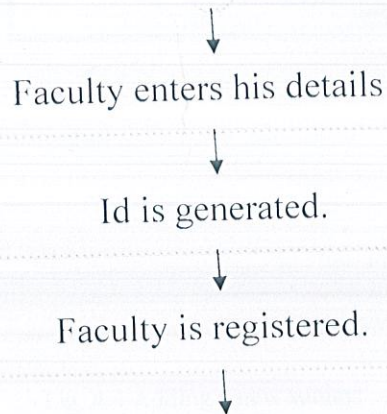 Faculty enters his details
Id is generated.
Faculty is registered.